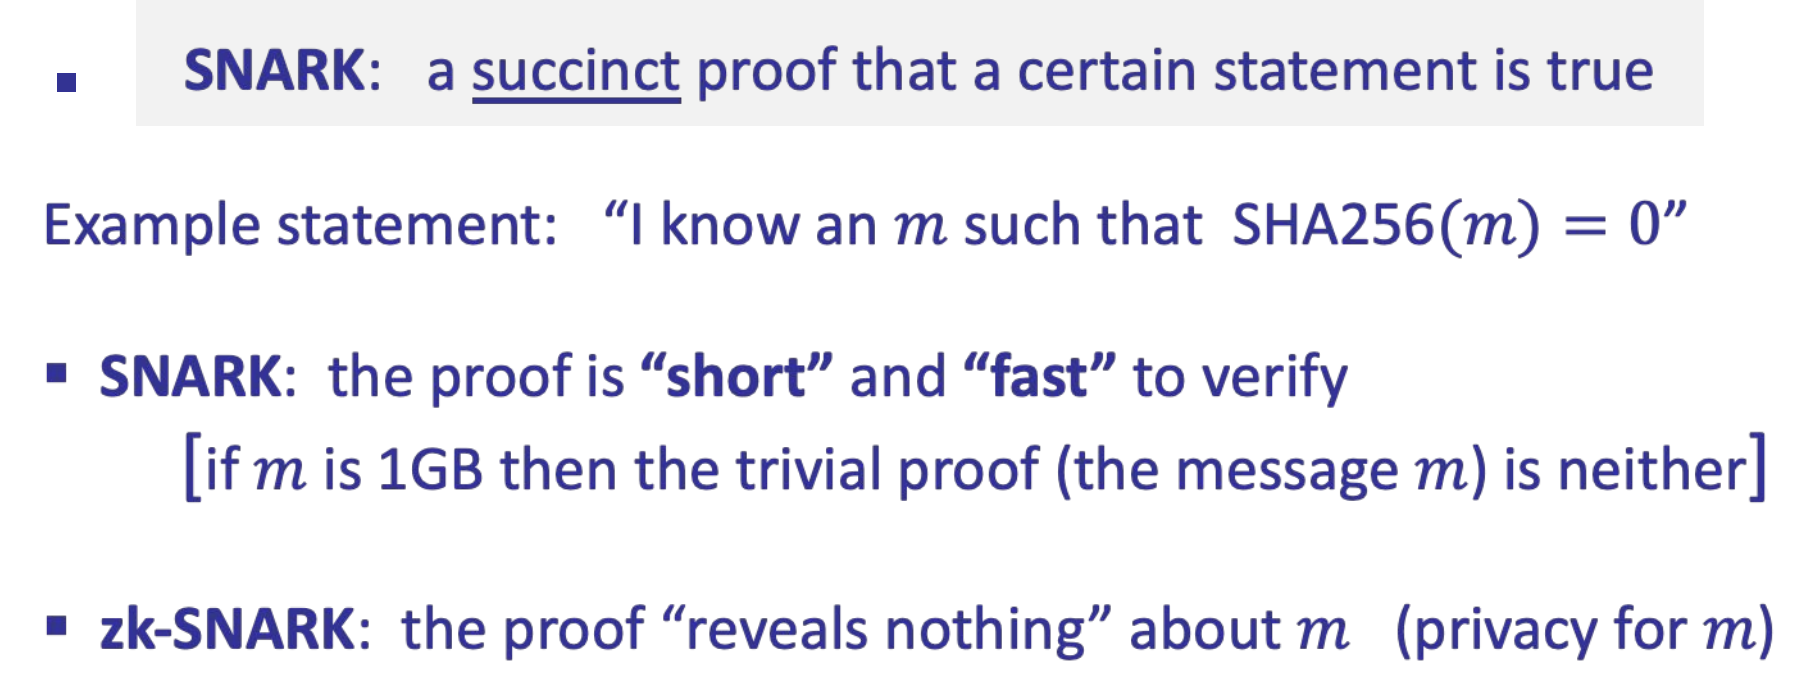 ▪ SNARK: a succinct proof that a certain statement is true
Example statement: “I know an m such that SHA256(m) = 0”
▪ SNARK: the proof is “short” and “fast” to verify
[if m is 1GB then the trivial proof (the message m) is neither]
▪ zk-SNARK: the proof “reveals nothing” about m (privacy for m)